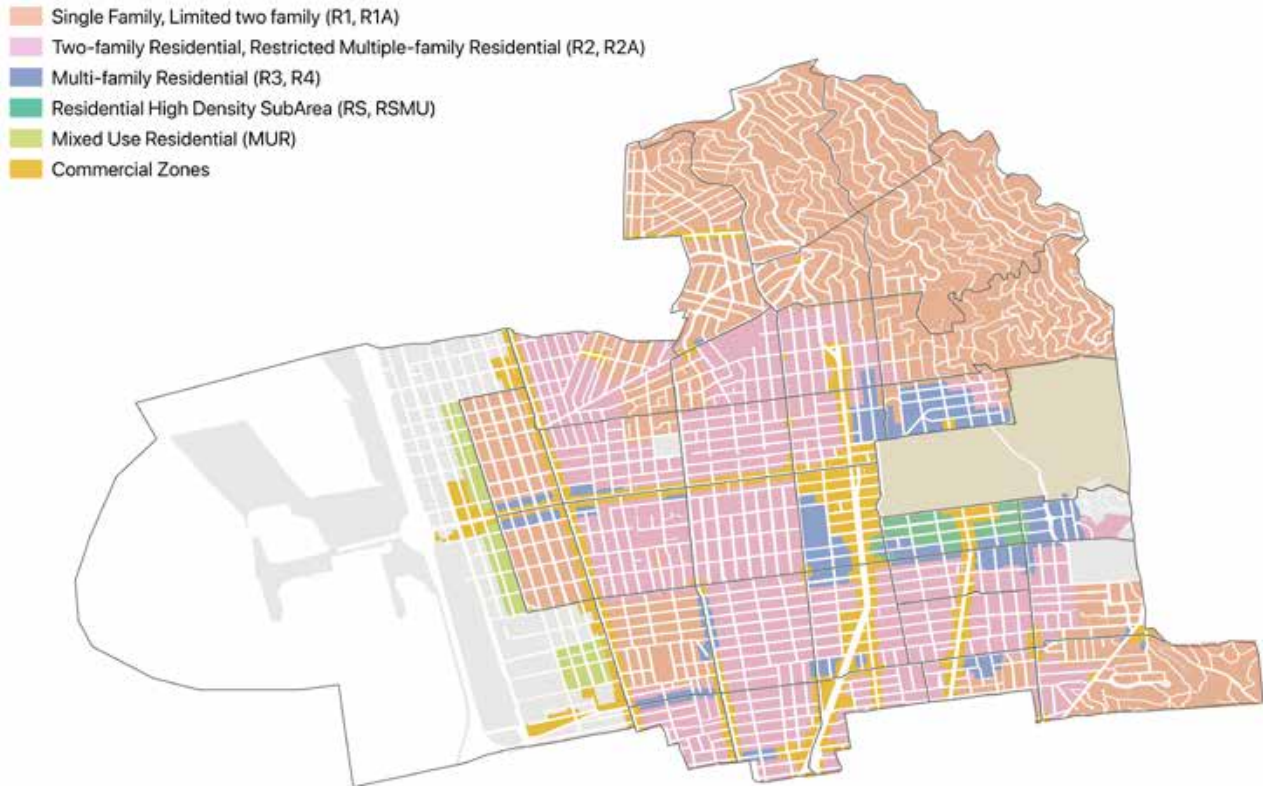 Single Family, Limited two family (R1, R1A)
Two-family Residential, Restricted Multiple-family Residential (R2, R2A)
Multi-family Residential (R3, R4)
Residential High Density SubArea (RS, RSMU)
Mixed Use Residential (MUR)
Commercial Zones